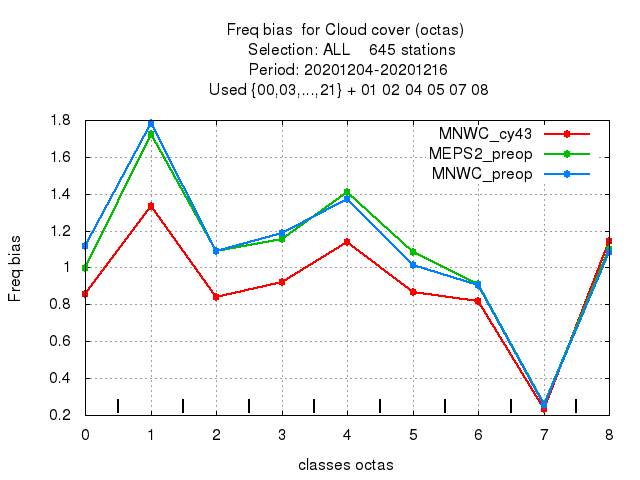 Freq bias  for Cloud cover (octas)
Selection: ALL    645 stations
Period: 20201204-20201216
Used {00,03,...,21} + 01 02 04 05 07 08
MNWC_cy43
MEPS2_preop
MNWC_preop
Freq bias
1.8
1.6
1.4
1.2
1
0.8
0.6
0.4
0.2
0 1 2 3 4 5 6 7 8
classes octas